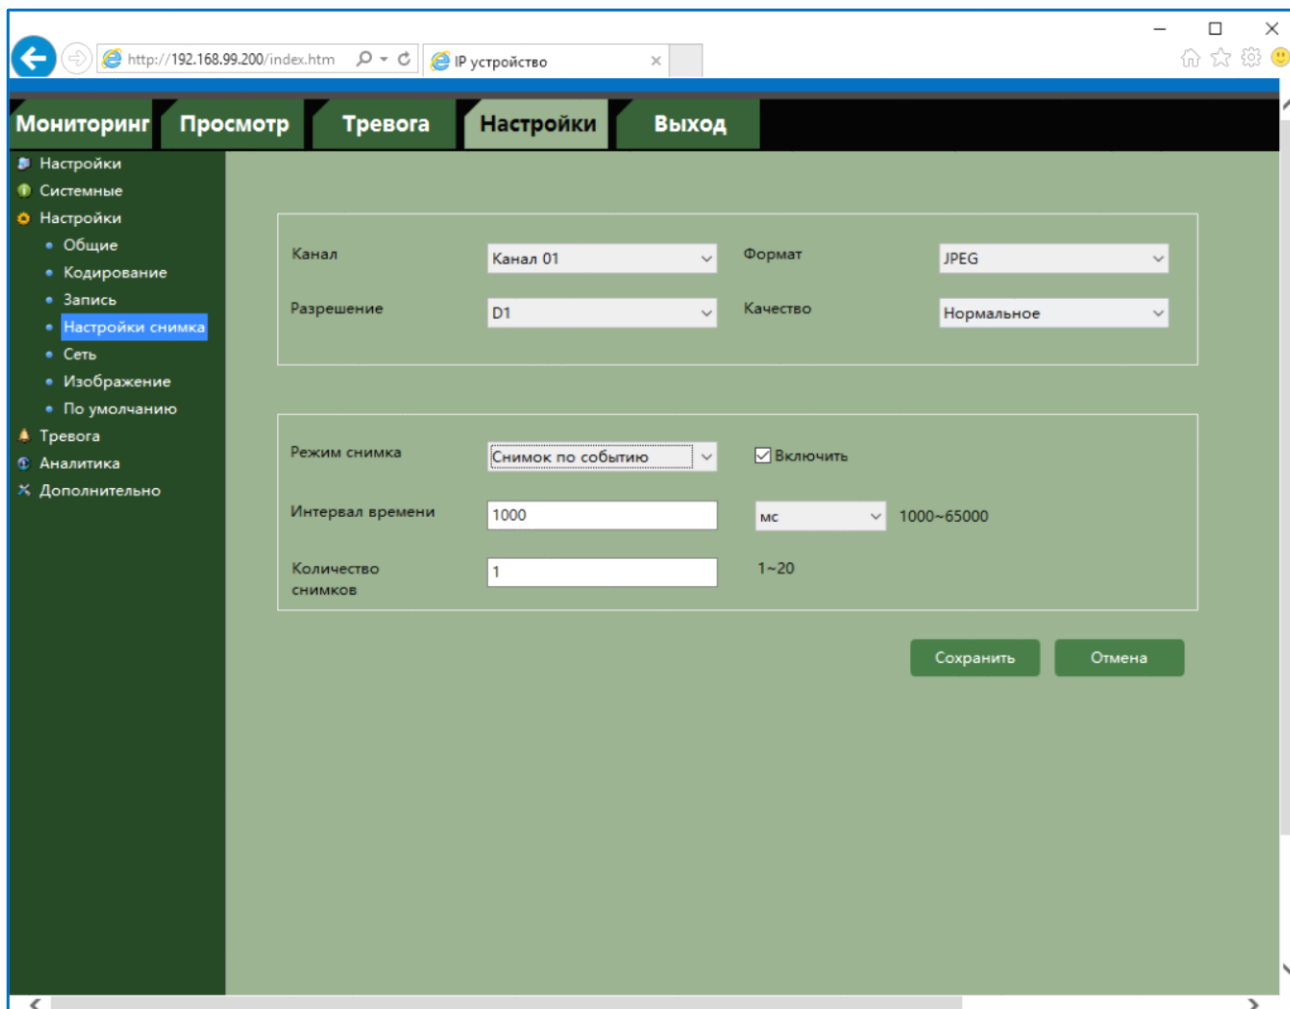 http://192.168.99.200/index.htm
IP устройство
Мониторинг Просмотр Тревога Настройки Выход
Настройки
Системные
Настройки
Общие
Кодирование
Запись
Настройки снимка
Сеть
Изображение
По умолчанию
Тревога
Аналитика
Дополнительно
Канал Канал 01 Формат JPEG
Разрешение D1 Качество Нормальное
Режим снимка Снимок по событию Включить
Интервал времени 1000 мс 1000~65000
Количество
снимков 1 1~20
Сохранить Отмена